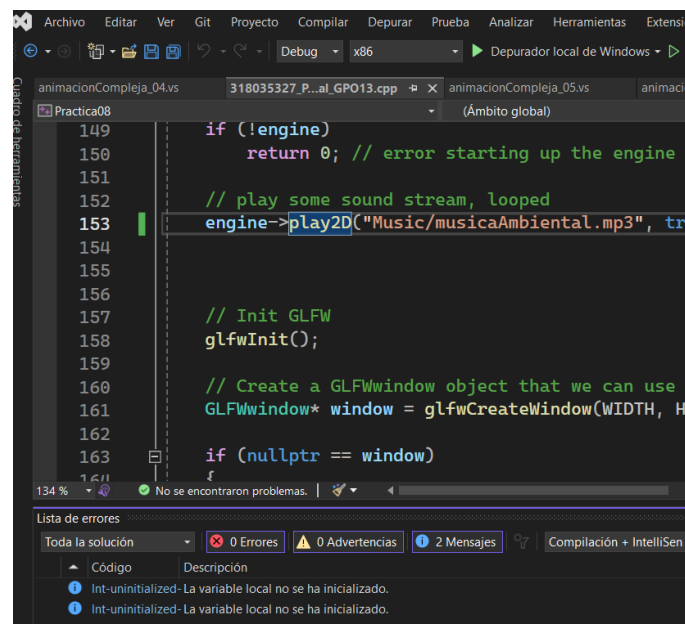 Archivo Editar Ver Git Proyecto Compilar Depurar Prueba Analizar Herramientas Extensi
Debug x86 Depurador local de Windows
Cuadro de herramientas
animacionCompleja_04.vs 318035327_P...al_GPO13.cpp animacionCompleja_05.vs animaci
Practica08 (Ámbito global)
149 if (!engine)
150 return 0; // error starting up the engine
151
152 // play some sound stream, looped
153 engine->play2D("Music/musicaAmbiental.mp3", tr
154
155
156
157 // Init GLFW
158 glfwInit();
159
160 // Create a GLFWwindow object that we can use
161 GLFWwindow* window = glfwCreateWindow(WIDTH, H
162
163 if (nullptr == window)
164 {
134 % No se encontraron problemas.
Lista de errores
Toda la solución 0 Errores 0 Advertencias 2 Mensajes Compilación + IntelliSen
Código Descripción
Int-uninitialized- La variable local no se ha inicializado.
Int-uninitialized- La variable local no se ha inicializado.